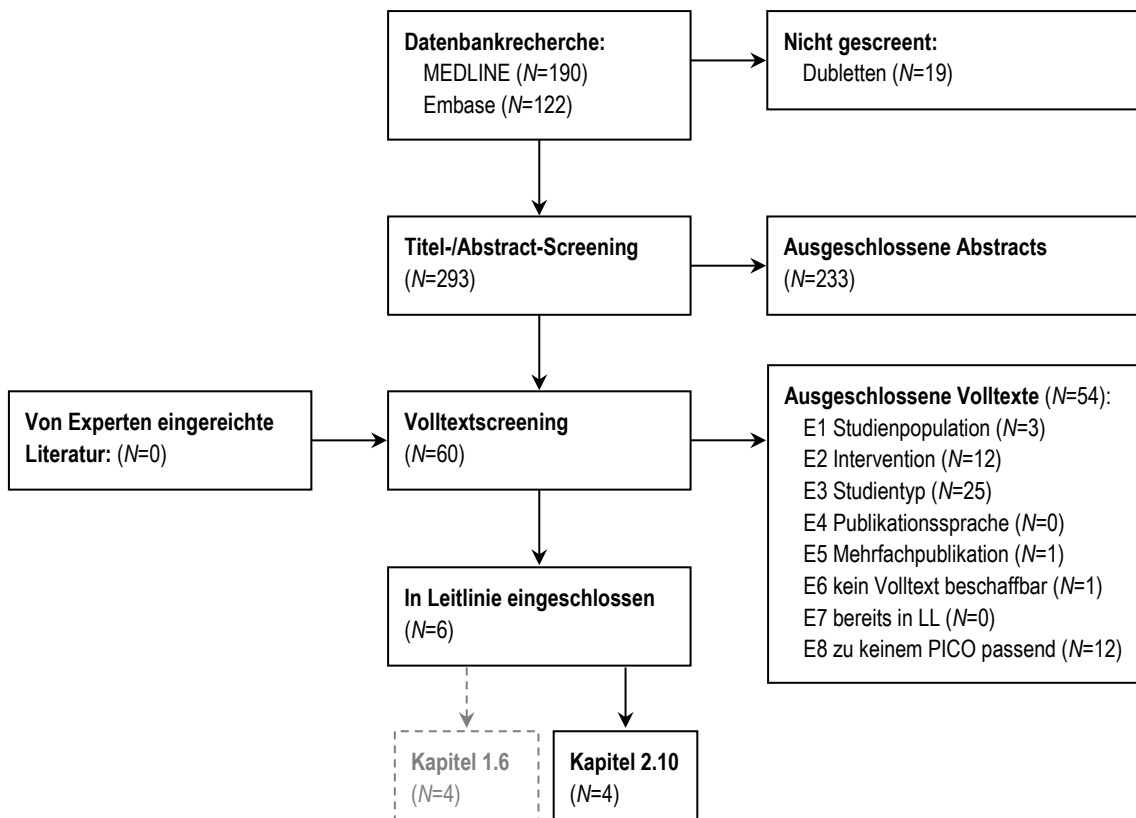 Datenbankrecherche:
MEDLINE (N=190)
Embase (N=122)
Nicht gescreent:
Dubletten (N=19)
Titel-/Abstract-Screening
(N=293)
Ausgeschlossene Abstracts
(N=233)
Von Experten eingereichte
Literatur: (N=0)
Volltextscreening
(N=60)
Ausgeschlossene Volltexte (N=54):
E1 Studienpopulation (N=3)
E2 Intervention (N=12)
E3 Studientyp (N=25)
E4 Publikationssprache (N=0)
E5 Mehrfachpublikation (N=1)
E6 kein Volltext beschaffbar (N=1)
E7 bereits in LL (N=0)
E8 zu keinem PICO passend (N=12)
In Leitlinie eingeschlossen
(N=6)
Kapitel 1.6
(N=4)
Kapitel 2.10
(N=4)